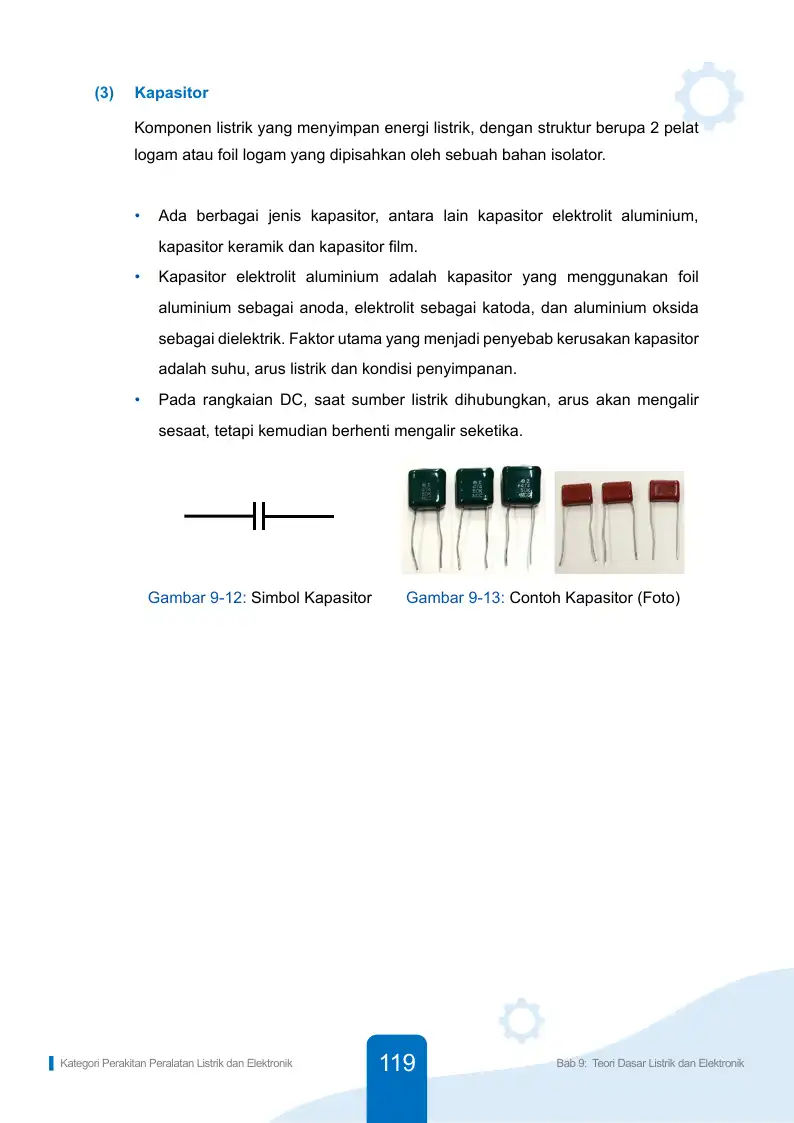 (3) Kapasitor
Komponen listrik yang menyimpan energi listrik, dengan struktur berupa 2 pelat
logam atau foil logam yang dipisahkan oleh sebuah bahan isolator.
• Ada berbagai jenis kapasitor, antara lain kapasitor elektrolit aluminium,
kapasitor keramik dan kapasitor film.
• Kapasitor elektrolit aluminium adalah kapasitor yang menggunakan foil
aluminium sebagai anoda, elektrolit sebagai katoda, dan aluminium oksida
sebagai dielektrik. Faktor utama yang menjadi penyebab kerusakan kapasitor
adalah suhu, arus listrik dan kondisi penyimpanan.
• Pada rangkaian DC, saat sumber listrik dihubungkan, arus akan mengalir
sesaat, tetapi kemudian berhenti mengalir seketika.
Gambar 9-12: Simbol Kapasitor
Gambar 9-13: Contoh Kapasitor (Foto)
Kategori Perakitan Peralatan Listrik dan Elektronik
119
Bab 9: Teori Dasar Listrik dan Elektronik